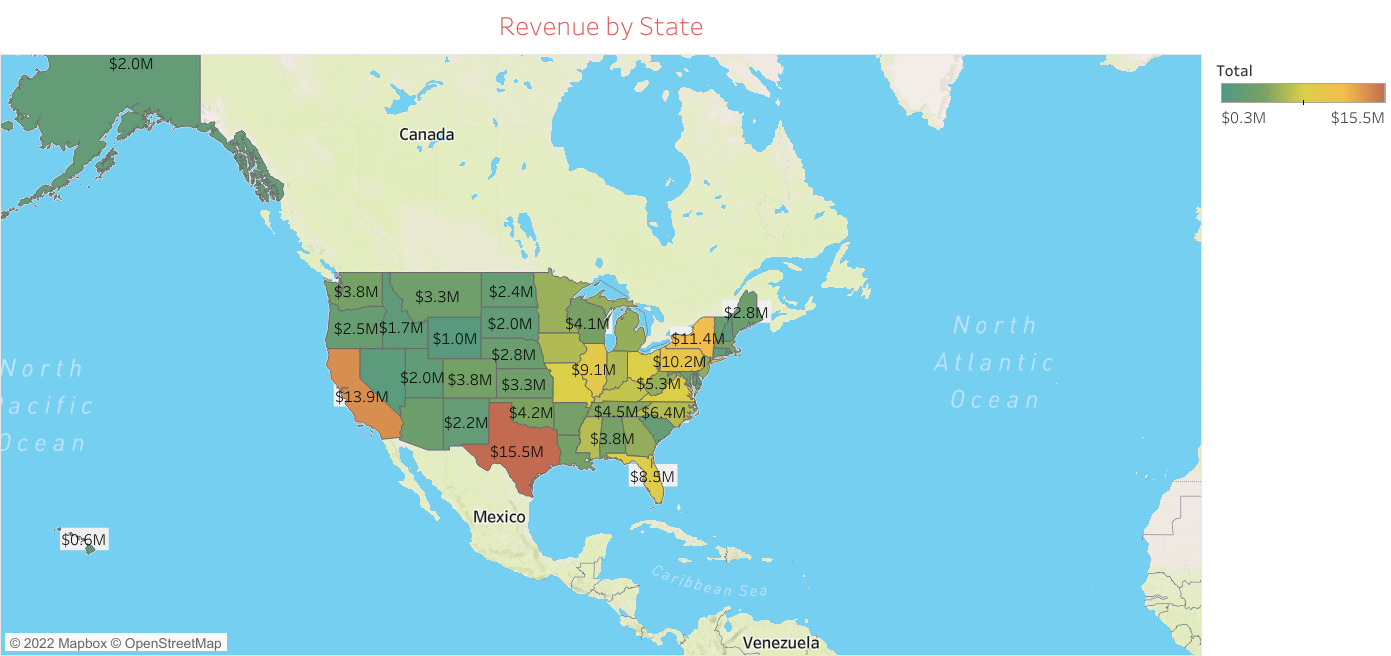 Revenue by State
Total
$0.3M
$15.5M
$2.0M
Canada
$3.8M
$3.3M
$2.4M
$2.8M
$2.5M
$1.7M
$2.0M
$4.1M
$1.0M
$11.4M
North
Atlantic
Ocean
$2.8M
$10.2M
North
acific
Ocean
$2.0M
$3.8M
$3.3M
$9.1M
$5.3M
$13.9M
$2.2M
$4.2M
$4.5M
$6.4M
$15.5M
$3.8M
$8.5M
Mexico
$0.6M
Caribbean Sea
Venezuela
© 2022 Mapbox © OpenStreetMap